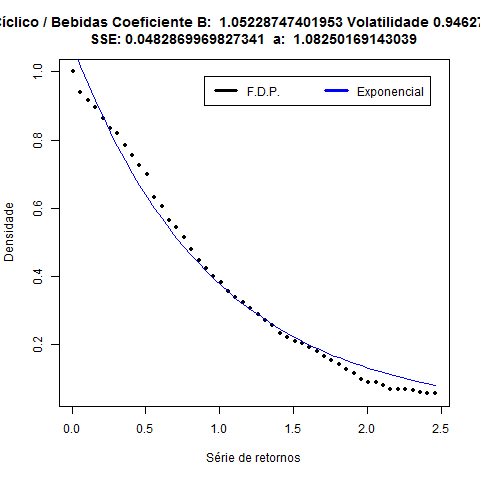 Cíclico / Bebidas Coeficiente B:  1.05228747401953 Volatilidade 0.94627
SSE: 0.0482869969827341  a:  1.08250169143039
F.D.P.
Exponencial
1.0
0.8
0.6
0.4
0.2
Densidade
0.0 0.5 1.0 1.5 2.0 2.5
Série de retornos